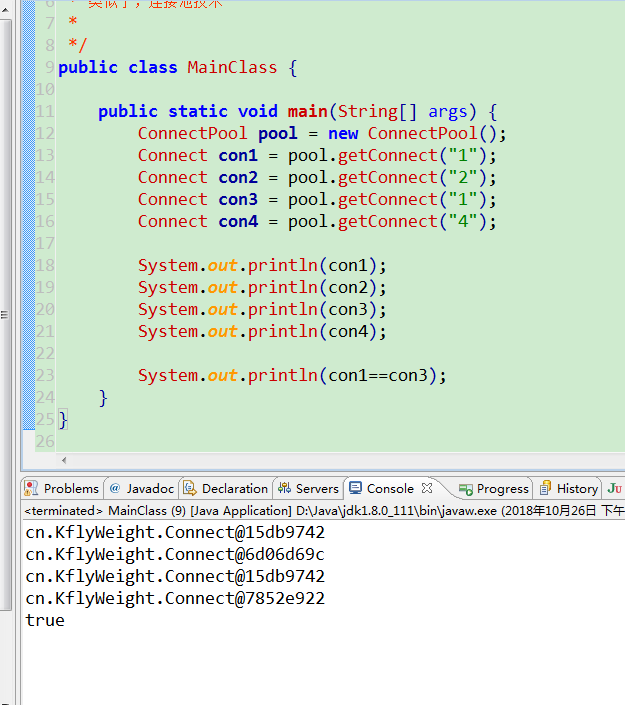 6 * 类似于，连接池技术
7 *
8 */
9 public class MainClass {
10
11 public static void main(String[] args) {
12 ConnectPool pool = new ConnectPool();
13 Connect con1 = pool.getConnect("1");
14 Connect con2 = pool.getConnect("2");
15 Connect con3 = pool.getConnect("1");
16 Connect con4 = pool.getConnect("4");
17
18 System.out.println(con1);
19 System.out.println(con2);
20 System.out.println(con3);
21 System.out.println(con4);
22
23 System.out.println(con1==con3);
24 }
25 }
26
Problems @ Javadoc Declaration Servers Console Progress History JU
<terminated> MainClass (9) [Java Application] D:\Java\jdk1.8.0_111\bin\javaw.exe (2018年10月26日 下午
cn.KflyWeight.Connect@15db9742
cn.KflyWeight.Connect@6d06d69c
cn.KflyWeight.Connect@15db9742
cn.KflyWeight.Connect@7852e922
true